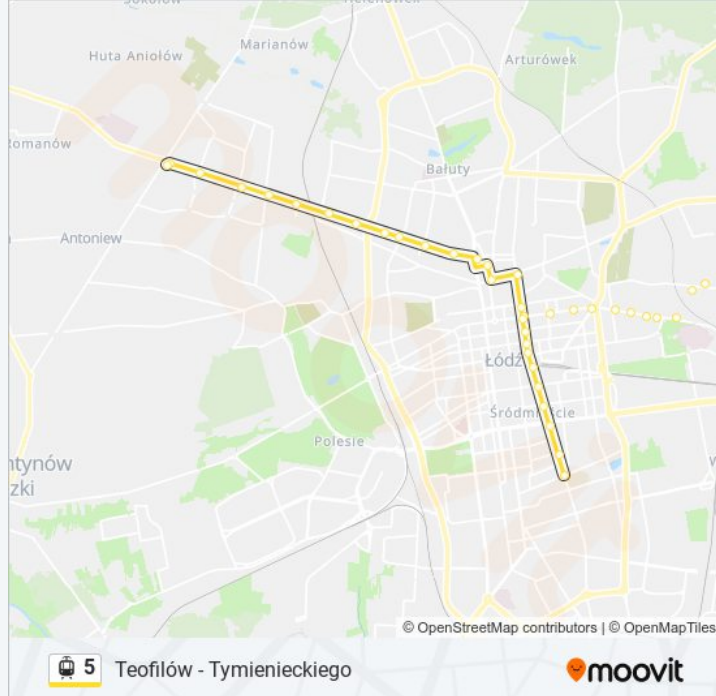 Sokołów
Helenówek
Marianów
Huta Aniołów
Arturówek
Romanów
Bałuty
Antoniew
Łódź
Śródmieście
Polesie
ntynów
zki
W
© OpenStreetMap contributors | © OpenMapTiles
5 Teofilów - Tymienieckiego
moovit